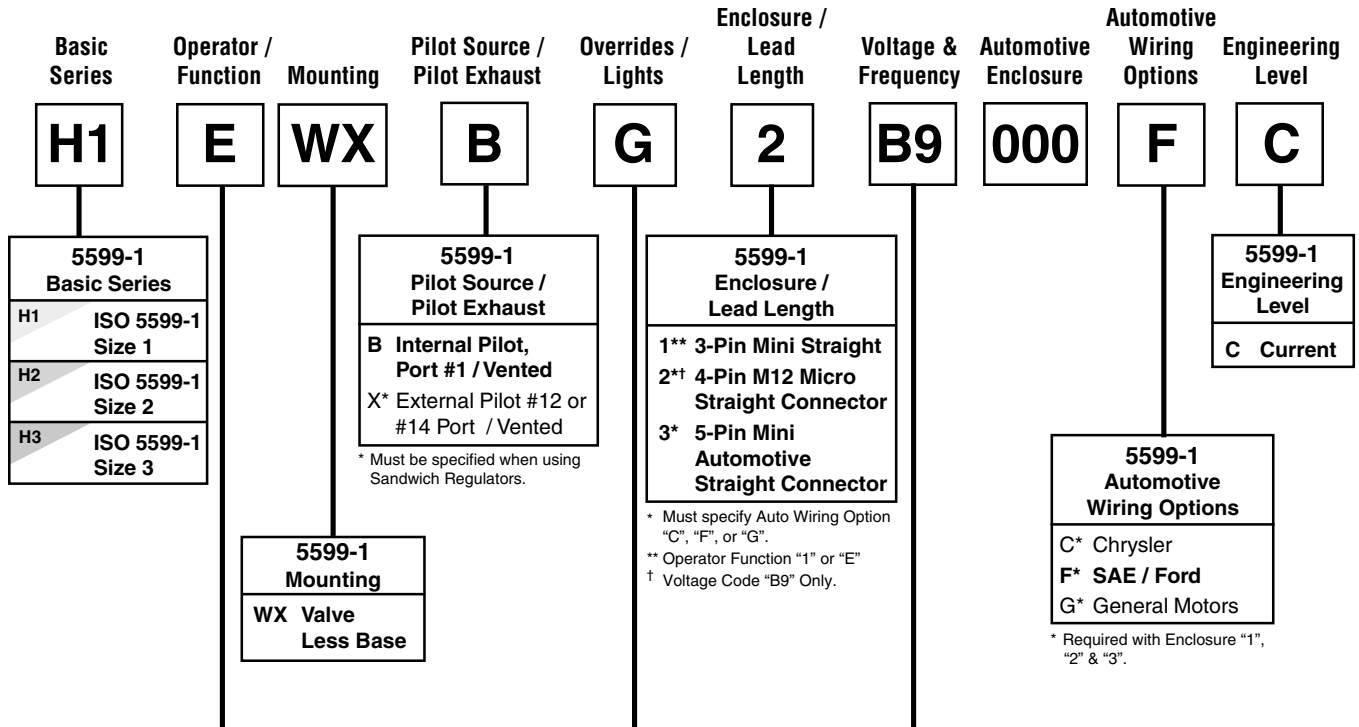 Basic Series
Operator / Function
Mounting
Pilot Source / Pilot Exhaust
Overrides / Lights
Enclosure / Lead Length
Voltage & Frequency
Automotive Enclosure
Automotive Wiring Options
Engineering Level
H1 E WX B G 2 B9 000 F C
5599-1
Basic Series
H1 ISO 5599-1
Size 1
H2 ISO 5599-1
Size 2
H3 ISO 5599-1
Size 3
5599-1
Mounting
WX Valve
Less Base
5599-1
Pilot Source /
Pilot Exhaust
B Internal Pilot,
Port #1 / Vented
X* External Pilot #12 or
#14 Port / Vented
* Must be specified when using
Sandwich Regulators.
5599-1
Enclosure /
Lead Length
1** 3-Pin Mini Straight
2*† 4-Pin M12 Micro
Straight Connector
3* 5-Pin Mini
Automotive
Straight Connector
* Must specify Auto Wiring Option
“C”, “F”, or “G”.
** Operator Function “1” or “E”
† Voltage Code “B9” Only.
5599-1
Automotive
Wiring Options
C* Chrysler
F* SAE / Ford
G* General Motors
* Required with Enclosure “1”,
“2” & “3”.
5599-1
Engineering
Level
C Current